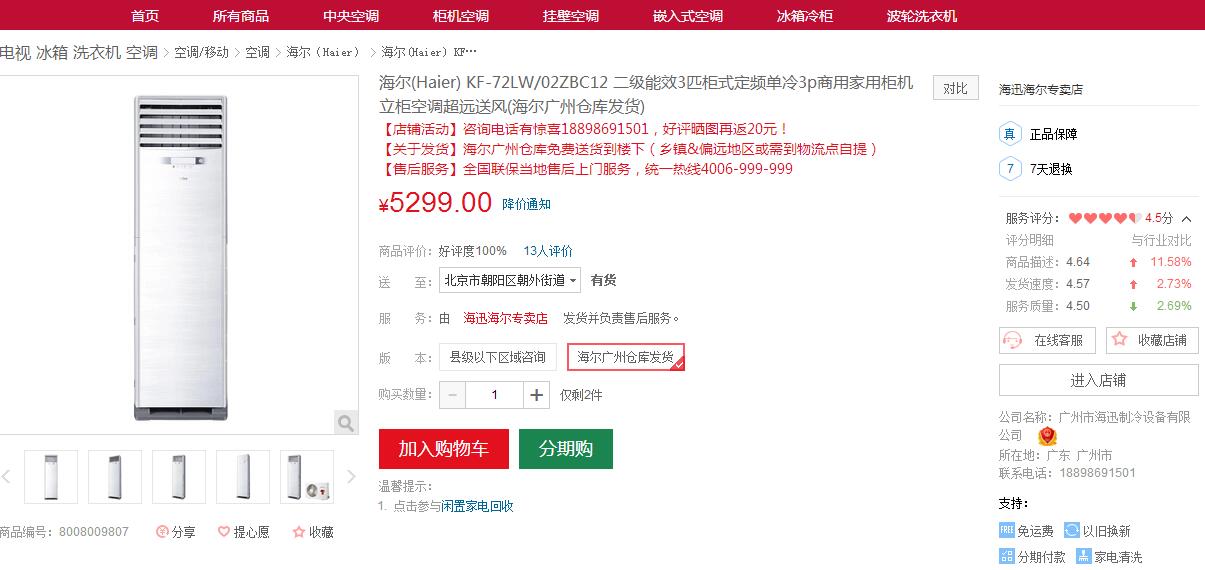 首页 所有商品 中央空调 柜机空调 挂壁空调 嵌入式空调 冰箱冷柜 波轮洗衣机
电视 冰箱 洗衣机 空调 > 空调/移动 > 空调 > 海尔（Haier） > 海尔(Haier) KF…
海尔(Haier) KF-72LW/02ZBC12 二级能效3匹柜式定频单冷3p商用家用柜机
立柜空调超远送风(海尔广州仓库发货)
对比
【店铺活动】咨询电话有惊喜18898691501，好评晒图再返20元！
【关于发货】海尔广州仓库免费送货到楼下（乡镇&偏远地区或需到物流点自提）
【售后服务】全国联保当地售后上门服务，统一热线4006-999-999
¥5299.00 降价通知
商品评价: 好评度100% 13人评价
送 至: 北京市朝阳区朝外街道 有货
服 务: 由 海迅海尔专卖店 发货并负责售后服务。
版 本: 县级以下区域咨询 海尔广州仓库发货
购买数量: － 1 ＋ 仅剩2件
加入购物车 分期购
温馨提示:
1. 点击参与闲置家电回收
商品编号: 8008009807 分享 提心愿 收藏
海迅海尔专卖店
真 正品保障
7 7天退换
服务评分: 4.5分
评分明细 与行业对比
商品描述: 4.64 11.58%
发货速度: 4.57 2.73%
服务质量: 4.50 2.69%
在线客服 收藏店铺
进入店铺
公司名称: 广州市海迅制冷设备有限
公司
所在地: 广东 广州市
联系电话: 18898691501
支持:
FREE 免运费 以旧换新
分期付款 家电清洗